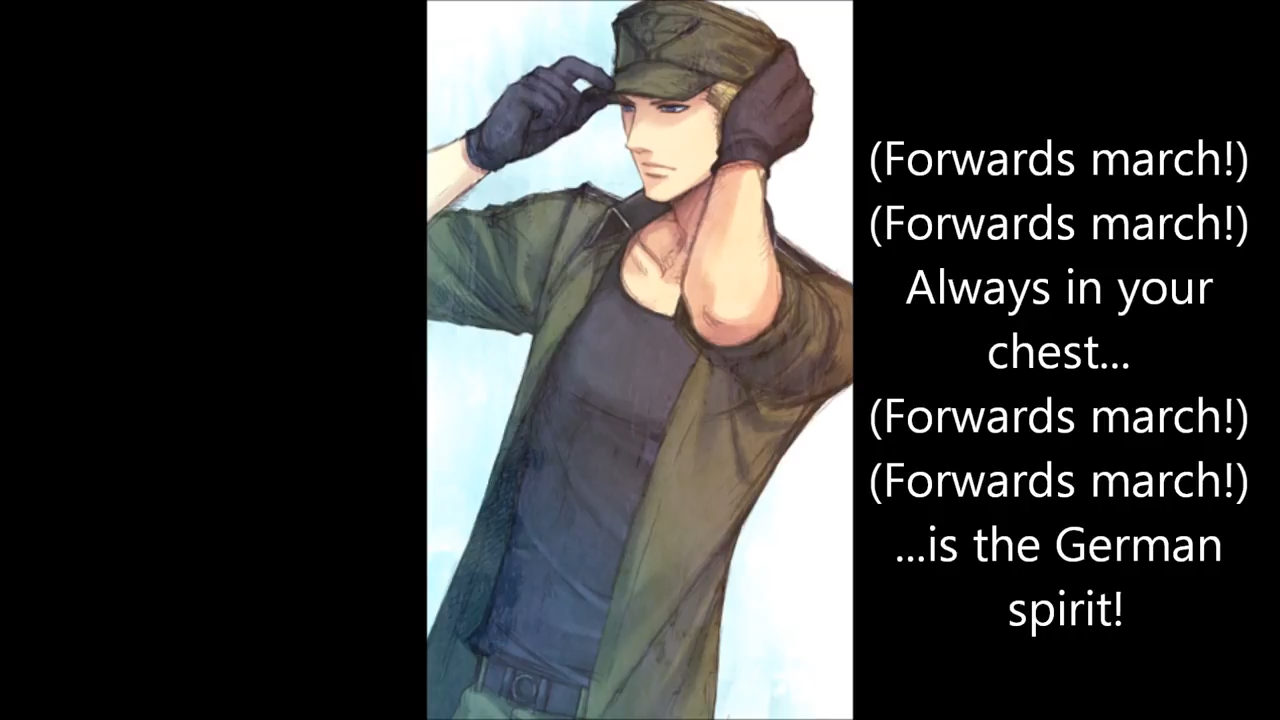 (Forwards march!)
(Forwards march!)
Always in your
chest...
(Forwards march!)
(Forwards march!)
...is the German
spirit!